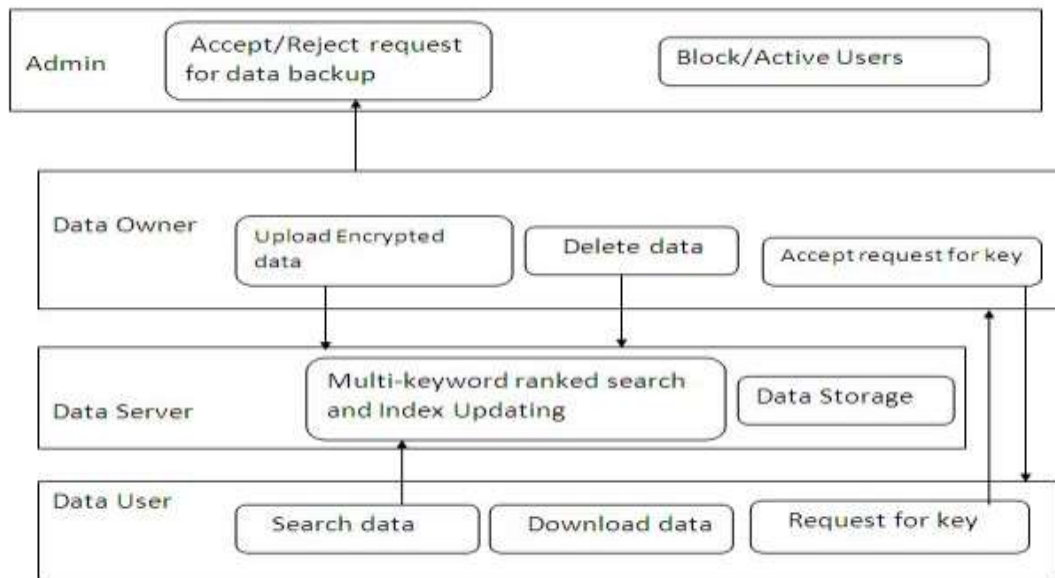 Admin
Accept/Reject request
for data backup
Block/Active Users
Data Owner
Upload Encrypted
data
Delete data
Accept request for key
Data Server
Multi-keyword ranked search
and Index Updating
Data Storage
Data User
Search data
Download data
Request for key